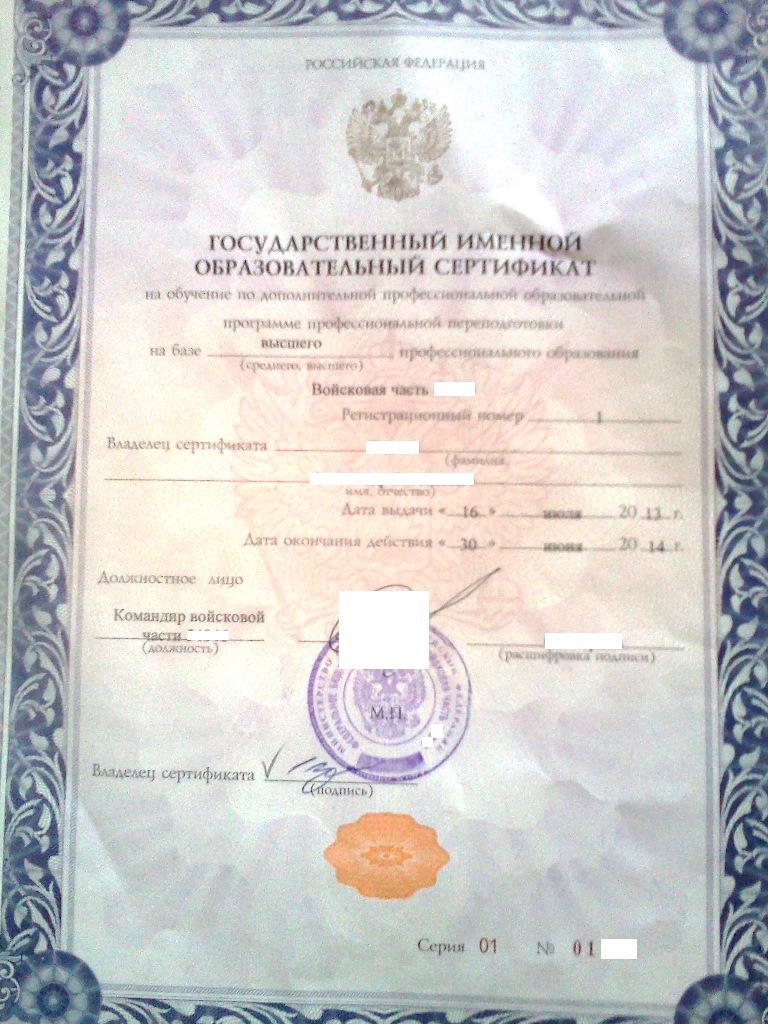 РОССИЙСКАЯ ФЕДЕРАЦИЯ
ГОСУДАРСТВЕННЫЙ ИМЕННОЙ
ОБРАЗОВАТЕЛЬНЫЙ СЕРТИФИКАТ
на обучение по дополнительной профессиональной образовательной
программе профессиональной переподготовки
на базе высшего профессионального образования
(среднего, высшего)
Войсковая часть
Регистрационный номер 1
Владелец сертификата
(фамилия,
имя, отчество)
Дата выдачи « 16 » июля 20 13 г.
Дата окончания действия « 30 » июня 20 14 г.
Должностное лицо
Командир войсковой
части
(должность)
(расшифровка подписи)
М.П.
Владелец сертификата
(подпись)
Серия 01 № 01